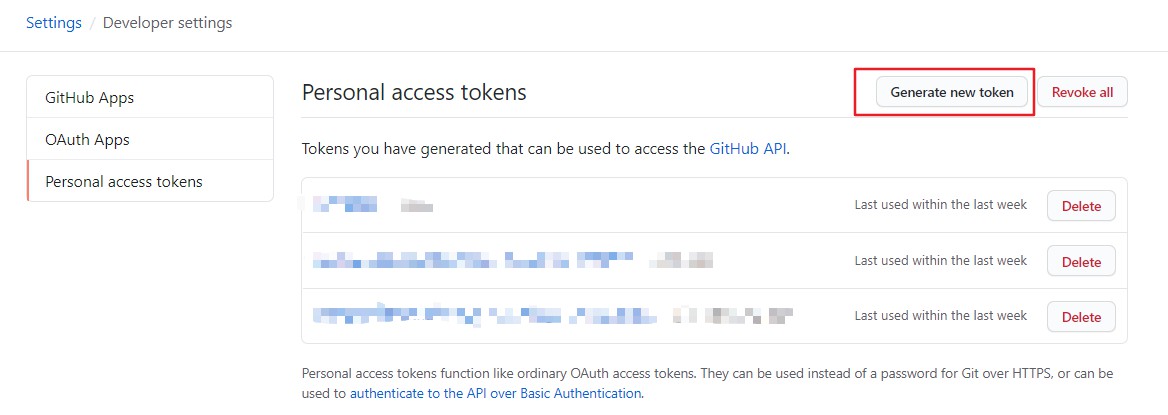 Settings / Developer settings
GitHub Apps
OAuth Apps
Personal access tokens
Personal access tokens
Generate new token
Revoke all
Tokens you have generated that can be used to access the GitHub API.
Last used within the last week
Delete
Last used within the last week
Delete
Last used within the last week
Delete
Personal access tokens function like ordinary OAuth access tokens. They can be used instead of a password for Git over HTTPS, or can be
used to authenticate to the API over Basic Authentication.